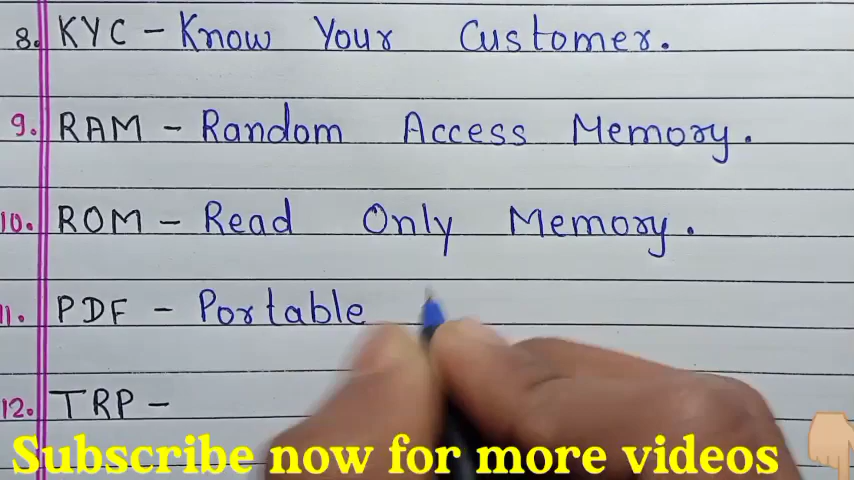 8. KYC - Know Your Customer.
9. RAM - Random Access Memory.
10. ROM - Read Only Memory.
11. PDF - Portable
12. TRP -
Subscribe now for more videos